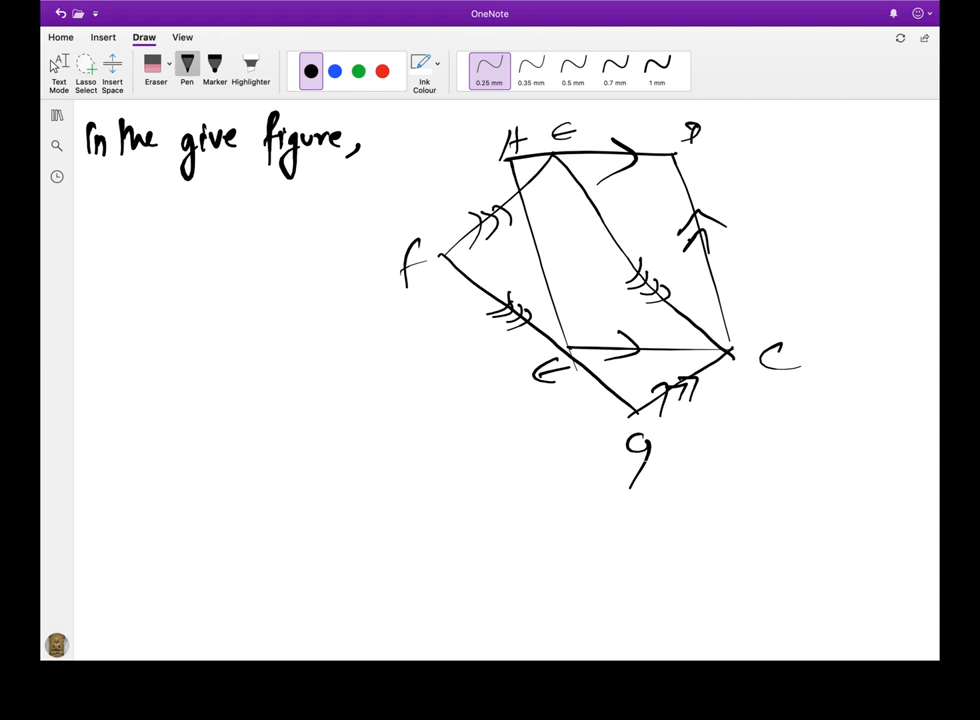 OneNote
Home Insert Draw View
Text Mode
Lasso Select
Insert Space
Eraser
Pen
Marker
Highlighter
Ink Colour
0.25 mm
0.35 mm
0.5 mm
0.7 mm
1 mm
In the give figure,
H E D
F
E C
G